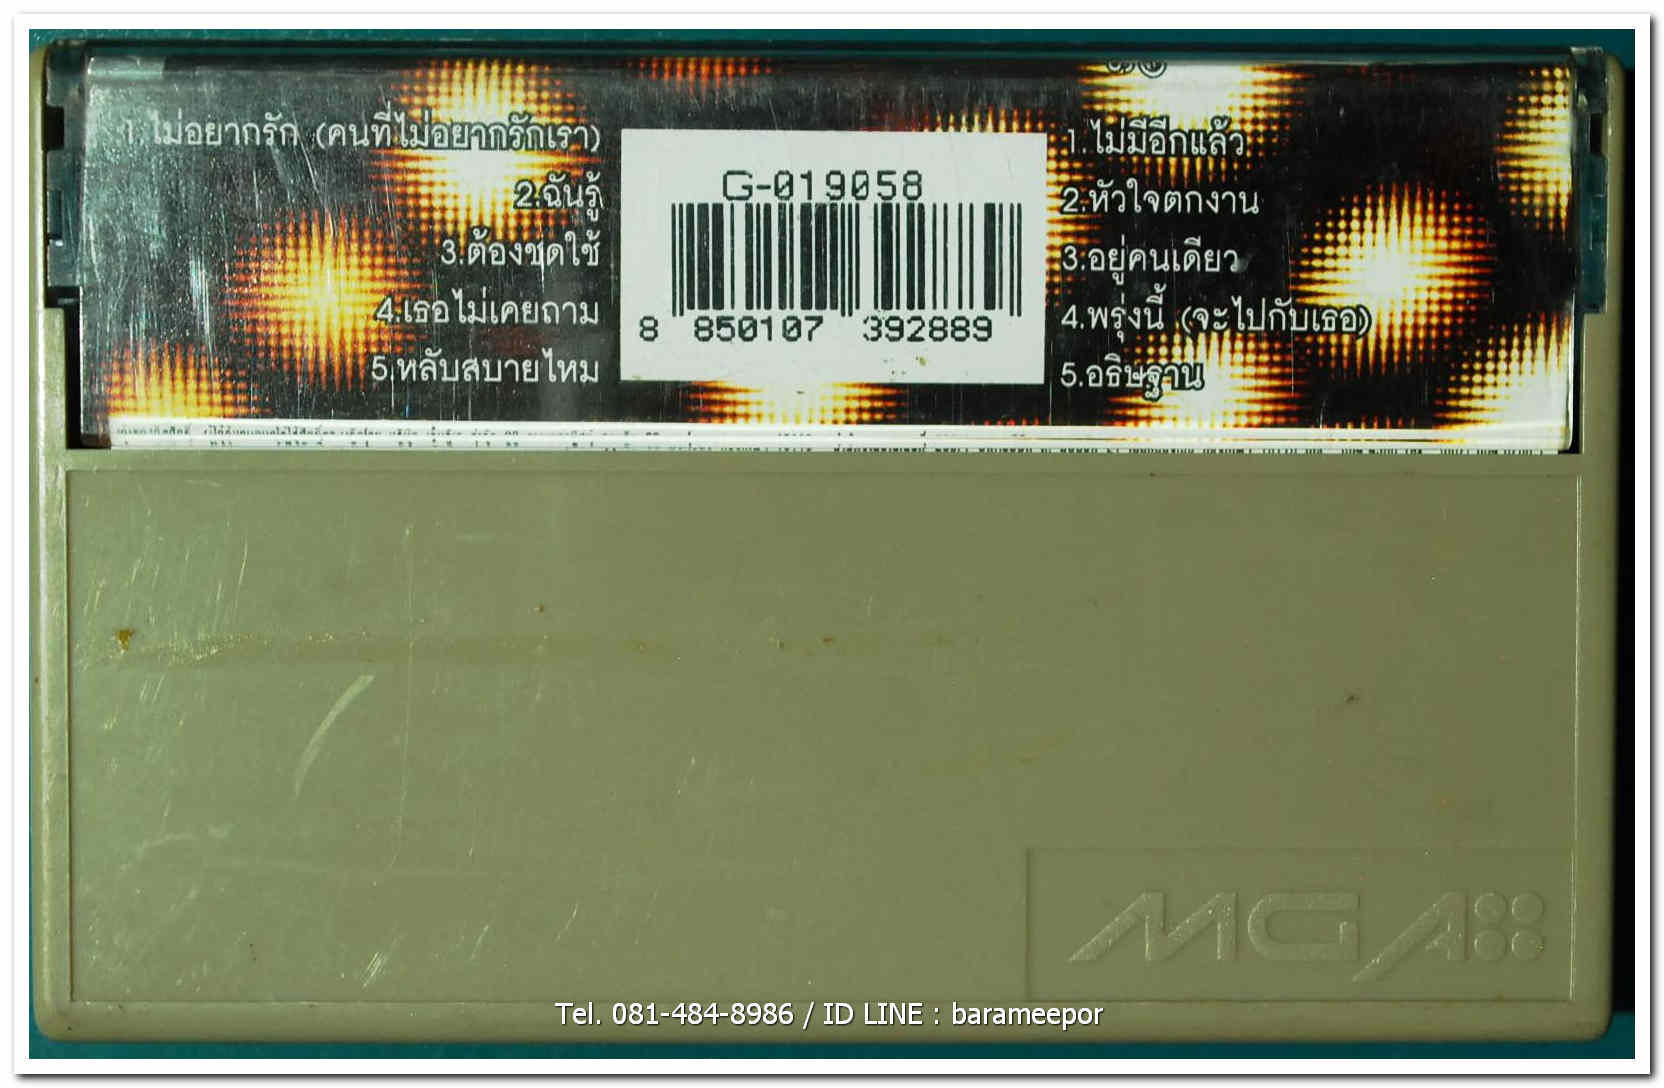 1.ไม่อยากรัก (คนที่ไม่อยากรักเรา)
2.ฉันรู้
3.ต้องชดใช้
4.เธอไม่เคยถาม
5.หลับสบายไหม
G-019058
8 850107 392889
1.ไม่มีอีกแล้ว
2.หัวใจตกงาน
3.อยู่คนเดียว
4.พรุ่งนี้ (จะไปกับเธอ)
5.อธิษฐาน
MGA
Tel. 081-484-8986 / ID LINE : barameepor